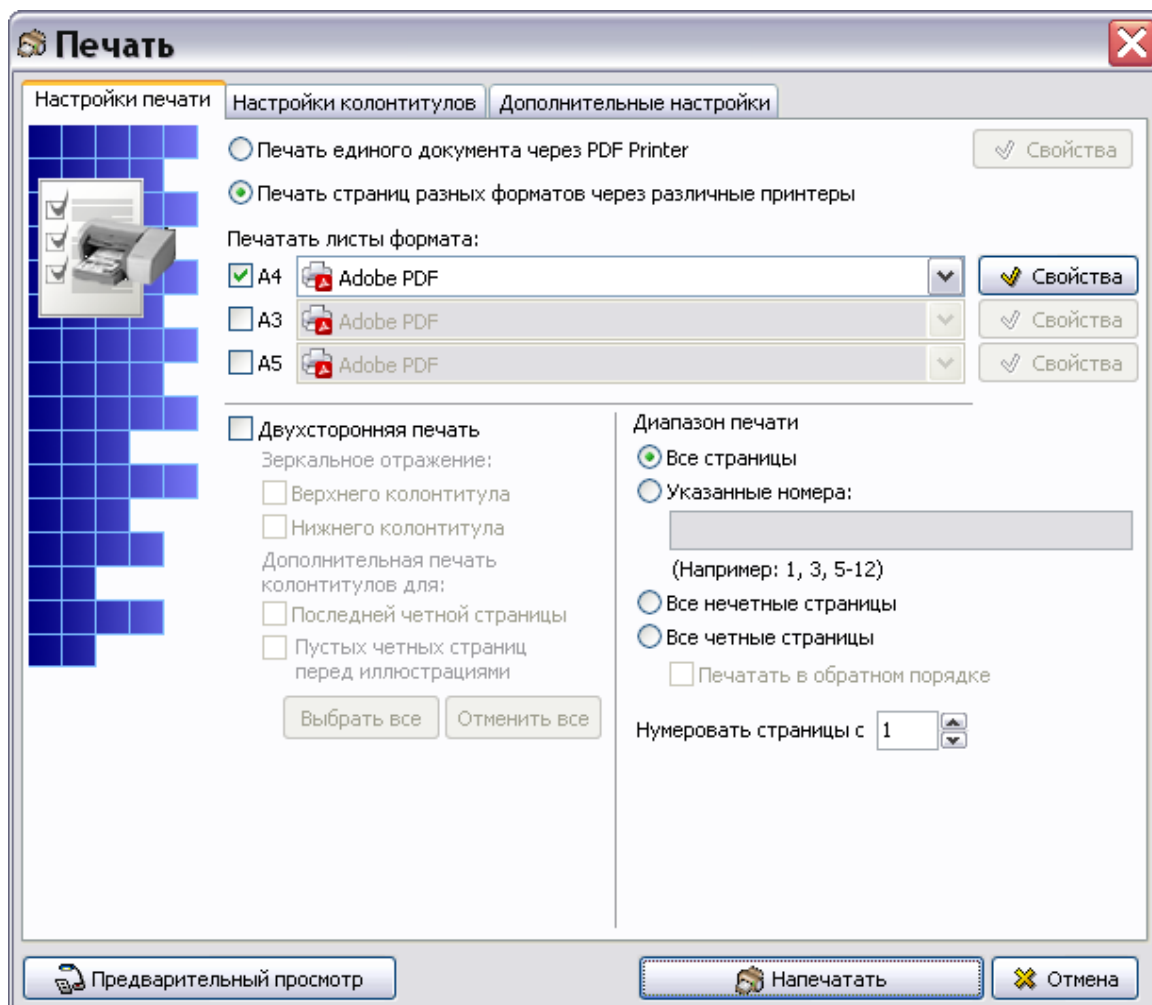 Печать
Настройки печати
Настройки колонтитулов
Дополнительные настройки
Печать единого документа через PDF Printer
Свойства
Печать страниц разных форматов через различные принтеры
Печатать листы формата:
A4 Adobe PDF Свойства
A3 Adobe PDF Свойства
A5 Adobe PDF Свойства
Двухсторонняя печать
Зеркальное отражение:
Верхнего колонтитула
Нижнего колонтитула
Дополнительная печать
колонтитулов для:
Последней четной страницы
Пустых четных страниц
перед иллюстрациями
Выбрать все
Отменить все
Диапазон печати
Все страницы
Указанные номера:
(Например: 1, 3, 5-12)
Все нечетные страницы
Все четные страницы
Печатать в обратном порядке
Нумеровать страницы с 1
Предварительный просмотр
Напечатать
Отмена